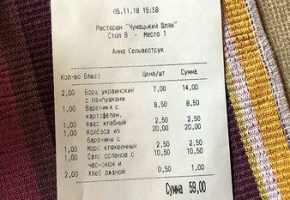 05.11.18 15:58
Ресторан "Чумацький Шлях"
Стол 8 - Место 1
Анна Сельвеструк
Кол-во Блюдо Цена/шт Сумма
2,00 Борщ украинский 7,00 14,00
с пампушками
1,00 Вареники с 8,50 8,50
картофелем,
1,00 Квас хлебный 2,50 2,50
1,00 Колбаса из 20,00 20,00
баранины с
1,00 Морс клюквенный 2,50 2,50
1,00 Сало соленое с 10,50 10,50
чесноком и
2,00 Хлеб ржаной 0,50 1,00
Сумма 59,00